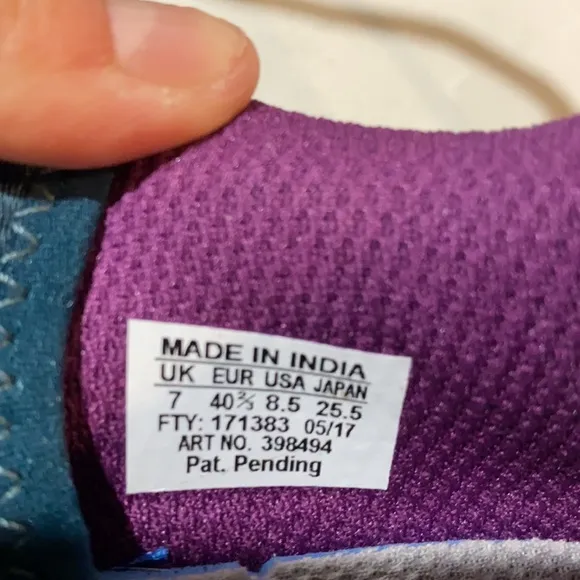 MADE IN INDIA
UK EUR USA JAPAN
7 40⅔ 8.5 25.5
FTY: 171383 05/17
ART NO. 398494
Pat. Pending